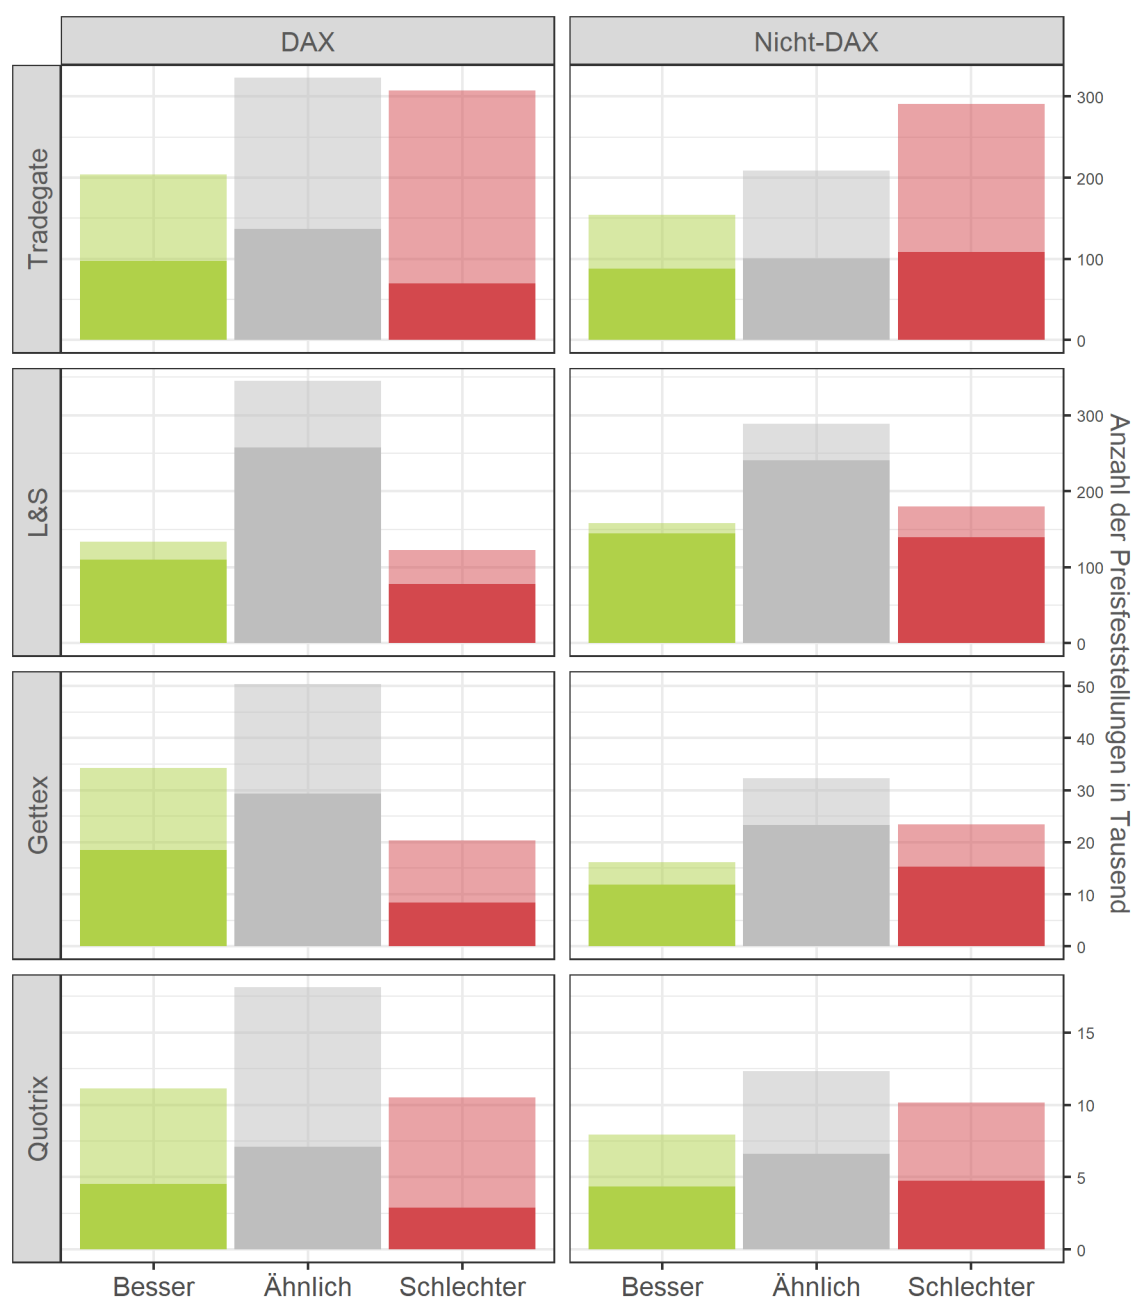 DAX
Nicht-DAX
Tradegate
300
200
100
0
L&S
300
200
100
0
Gettex
50
40
30
20
10
0
Quotrix
15
10
5
0
Anzahl der Preisfeststellungen in Tausend
Besser
Ähnlich
Schlechter
Besser
Ähnlich
Schlechter